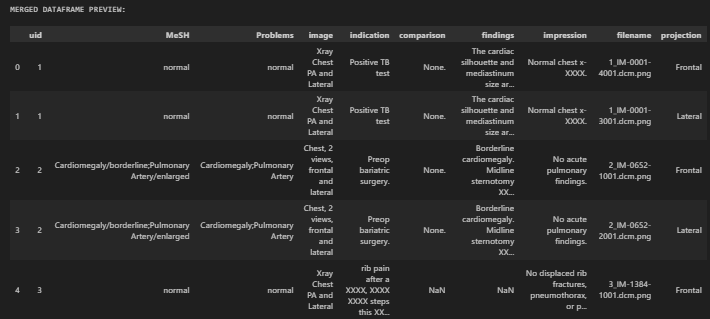 MERGED DATAFRAME PREVIEW:
uid MeSH Problems image indication comparison findings impression filename projection
0 1 normal normal Xray Chest PA and Lateral Positive TB test None. The cardiac silhouette and mediastinum size ar... Normal chest x-XXXX. 1_IM-0001-4001.dcm.png Frontal
1 1 normal normal Xray Chest PA and Lateral Positive TB test None. The cardiac silhouette and mediastinum size ar... Normal chest x-XXXX. 1_IM-0001-3001.dcm.png Lateral
2 2 Cardiomegaly/borderline;Pulmonary Artery/enlarged Cardiomegaly;Pulmonary Artery Chest, 2 views, frontal and lateral Preop bariatric surgery. None. Borderline cardiomegaly. Midline sternotomy XX... No acute pulmonary findings. 2_IM-0652-1001.dcm.png Frontal
3 2 Cardiomegaly/borderline;Pulmonary Artery/enlarged Cardiomegaly;Pulmonary Artery Chest, 2 views, frontal and lateral Preop bariatric surgery. None. Borderline cardiomegaly. Midline sternotomy XX... No acute pulmonary findings. 2_IM-0652-2001.dcm.png Lateral
4 3 normal normal Xray Chest PA and Lateral rib pain after a XXXX, XXXX XXXX steps this XX... NaN NaN No displaced rib fractures, pneumothorax, or p... 3_IM-1384-1001.dcm.png Frontal